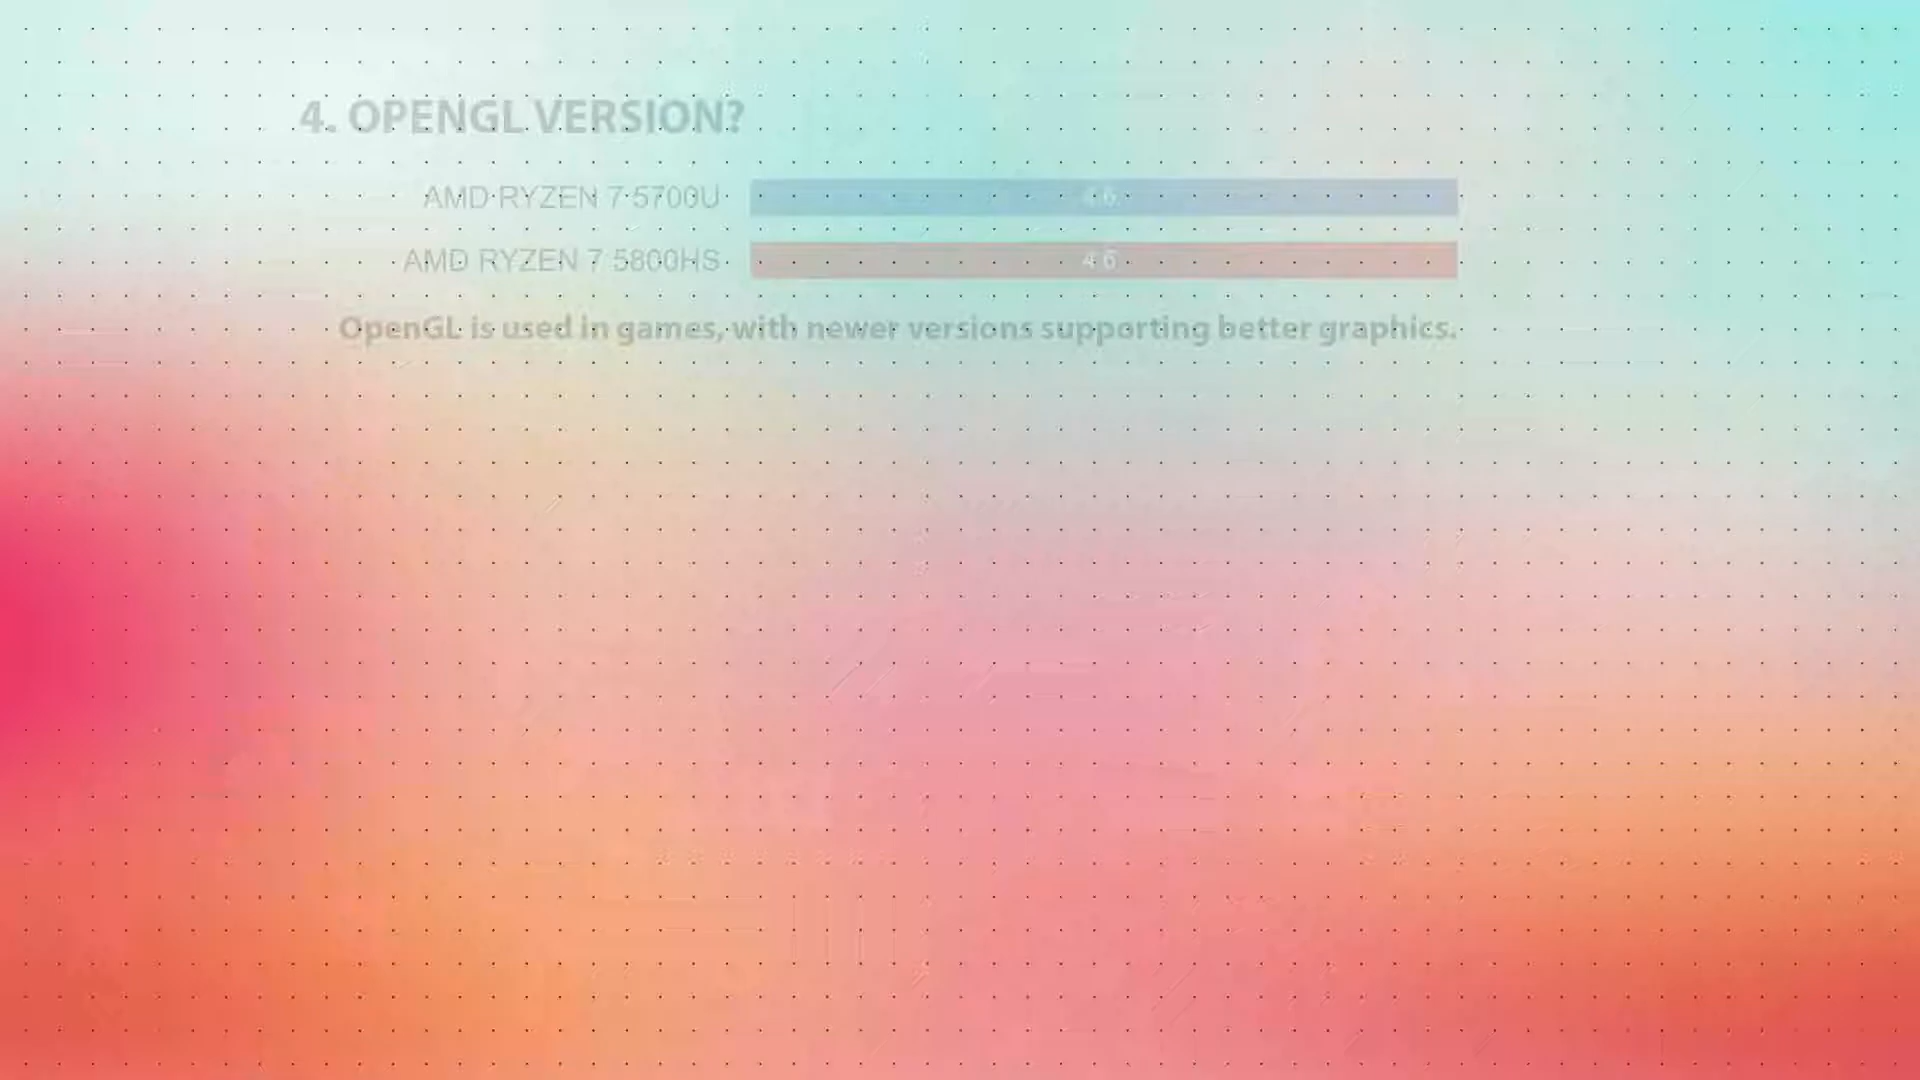 4. OPENGL VERSION?
AMD RYZEN 7 5700U
4.6
AMD RYZEN 7 5800HS
4.6
OpenGL is used in games, with newer versions supporting better graphics.